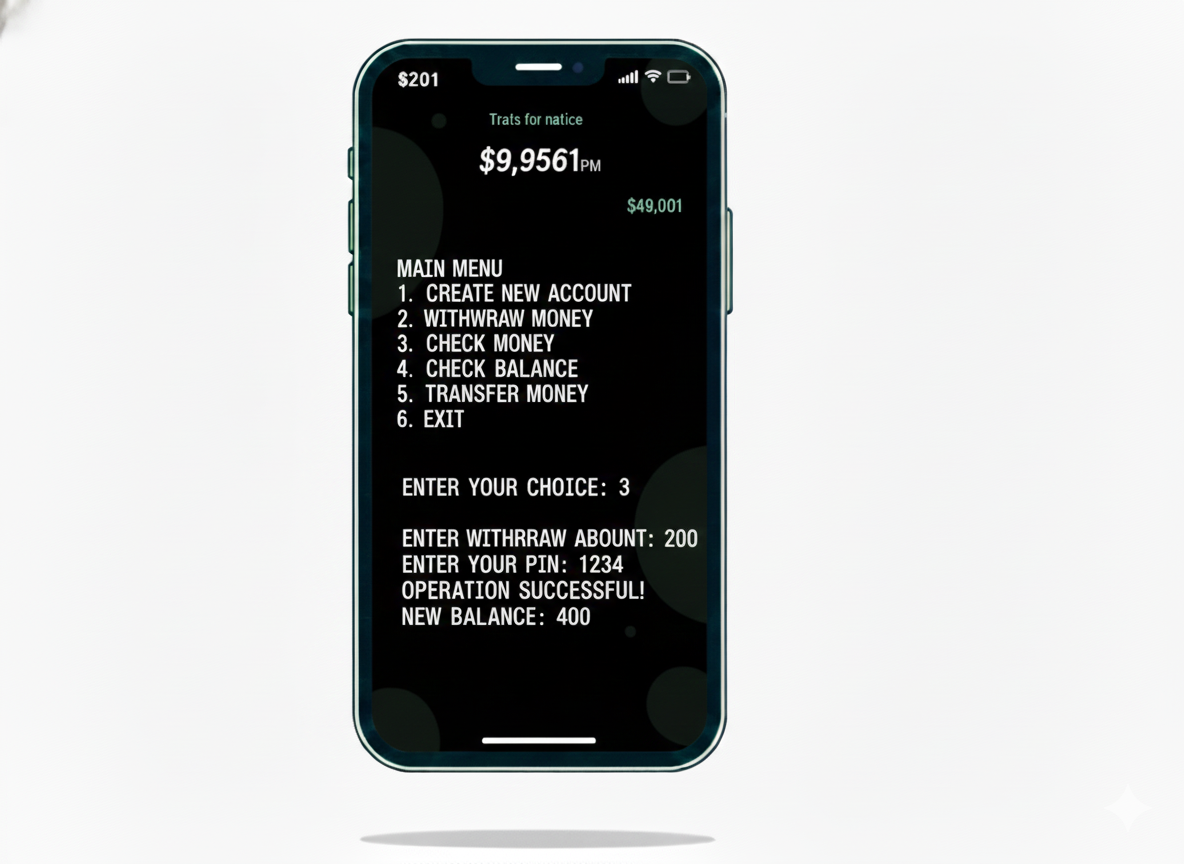 $201
Trats for natice
$9,9561PM
$49,001
MAIN MENU
1. CREATE NEW ACCOUNT
2. WITHWRAW MONEY
3. CHECK MONEY
4. CHECK BALANCE
5. TRANSFER MONEY
6. EXIT
ENTER YOUR CHOICE: 3
ENTER WITHRRAW ABOUNT: 200
ENTER YOUR PIN: 1234
OPERATION SUCCESSFUL!
NEW BALANCE: 400